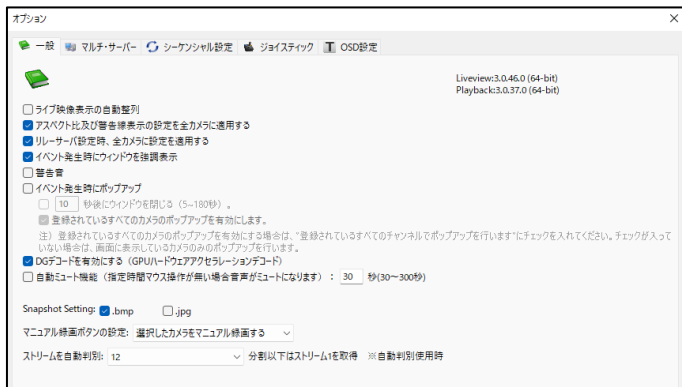 オプション
一般 マルチ・サーバー シーケンシャル設定 ジョイスティック OSD設定
Liveview:3.0.46.0 (64-bit)
Playback:3.0.37.0 (64-bit)
ライブ映像表示の自動整列
アスペクト比及び警告線表示の設定を全カメラに適用する
リレーサーバ設定時、全カメラに設定を適用する
イベント発生時にウィンドウを強調表示
警告音
イベント発生時にポップアップ
10 秒後にウィンドウを閉じる（5~180秒）。
登録されているすべてのカメラのポップアップを有効にします。
注）登録されているすべてのカメラのポップアップを有効にする場合は、"登録されているすべてのチャンネルでポップアップを行います"にチェックを入れてください。チェックが入って
いない場合は、画面に表示しているカメラのみのポップアップを行います。
DGデコードを有効にする（GPUハードウェアアクセラレーションデコード）
自動ミュート機能（指定時間マウス操作が無い場合音声がミュートになります）： 30 秒(30～300秒)
Snapshot Setting: .bmp .jpg
マニュアル録画ボタンの設定: 選択したカメラをマニュアル録画する
ストリームを自動判別: 12 分割以下はストリーム1を取得 ※自動判別使用時